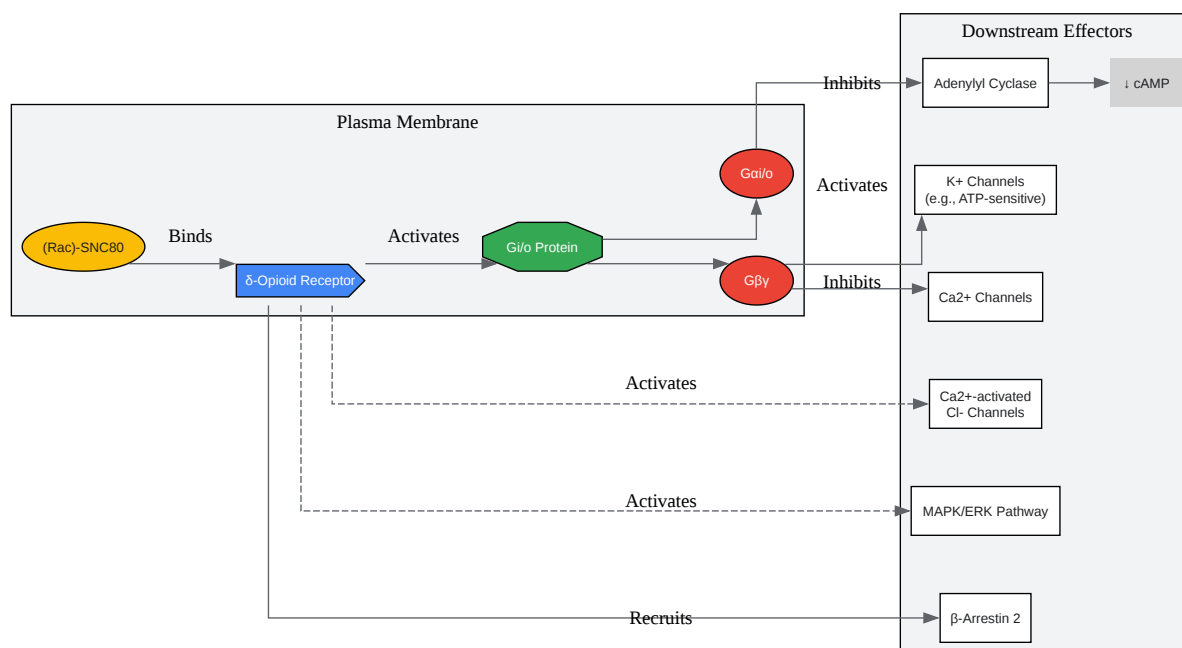 Downstream Effectors
Inhibits
Adenylyl Cyclase
↓ cAMP
Plasma Membrane
Gαi/o
Activates
K+ Channels
(e.g., ATP-sensitive)
(Rac)-SNC80
Binds
δ-Opioid Receptor
Activates
Gi/o Protein
Gβγ
Inhibits
Ca2+ Channels
Activates
Ca2+-activated
Cl- Channels
Activates
MAPK/ERK Pathway
Recruits
β-Arrestin 2